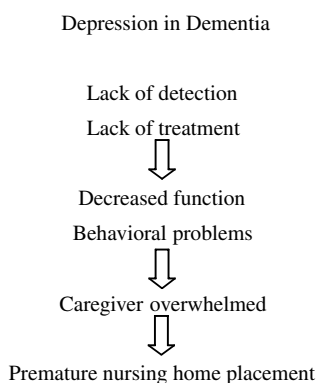 Depression in Dementia
Lack of detection
Lack of treatment
Decreased function
Behavioral problems
Caregiver overwhelmed
Premature nursing home placement